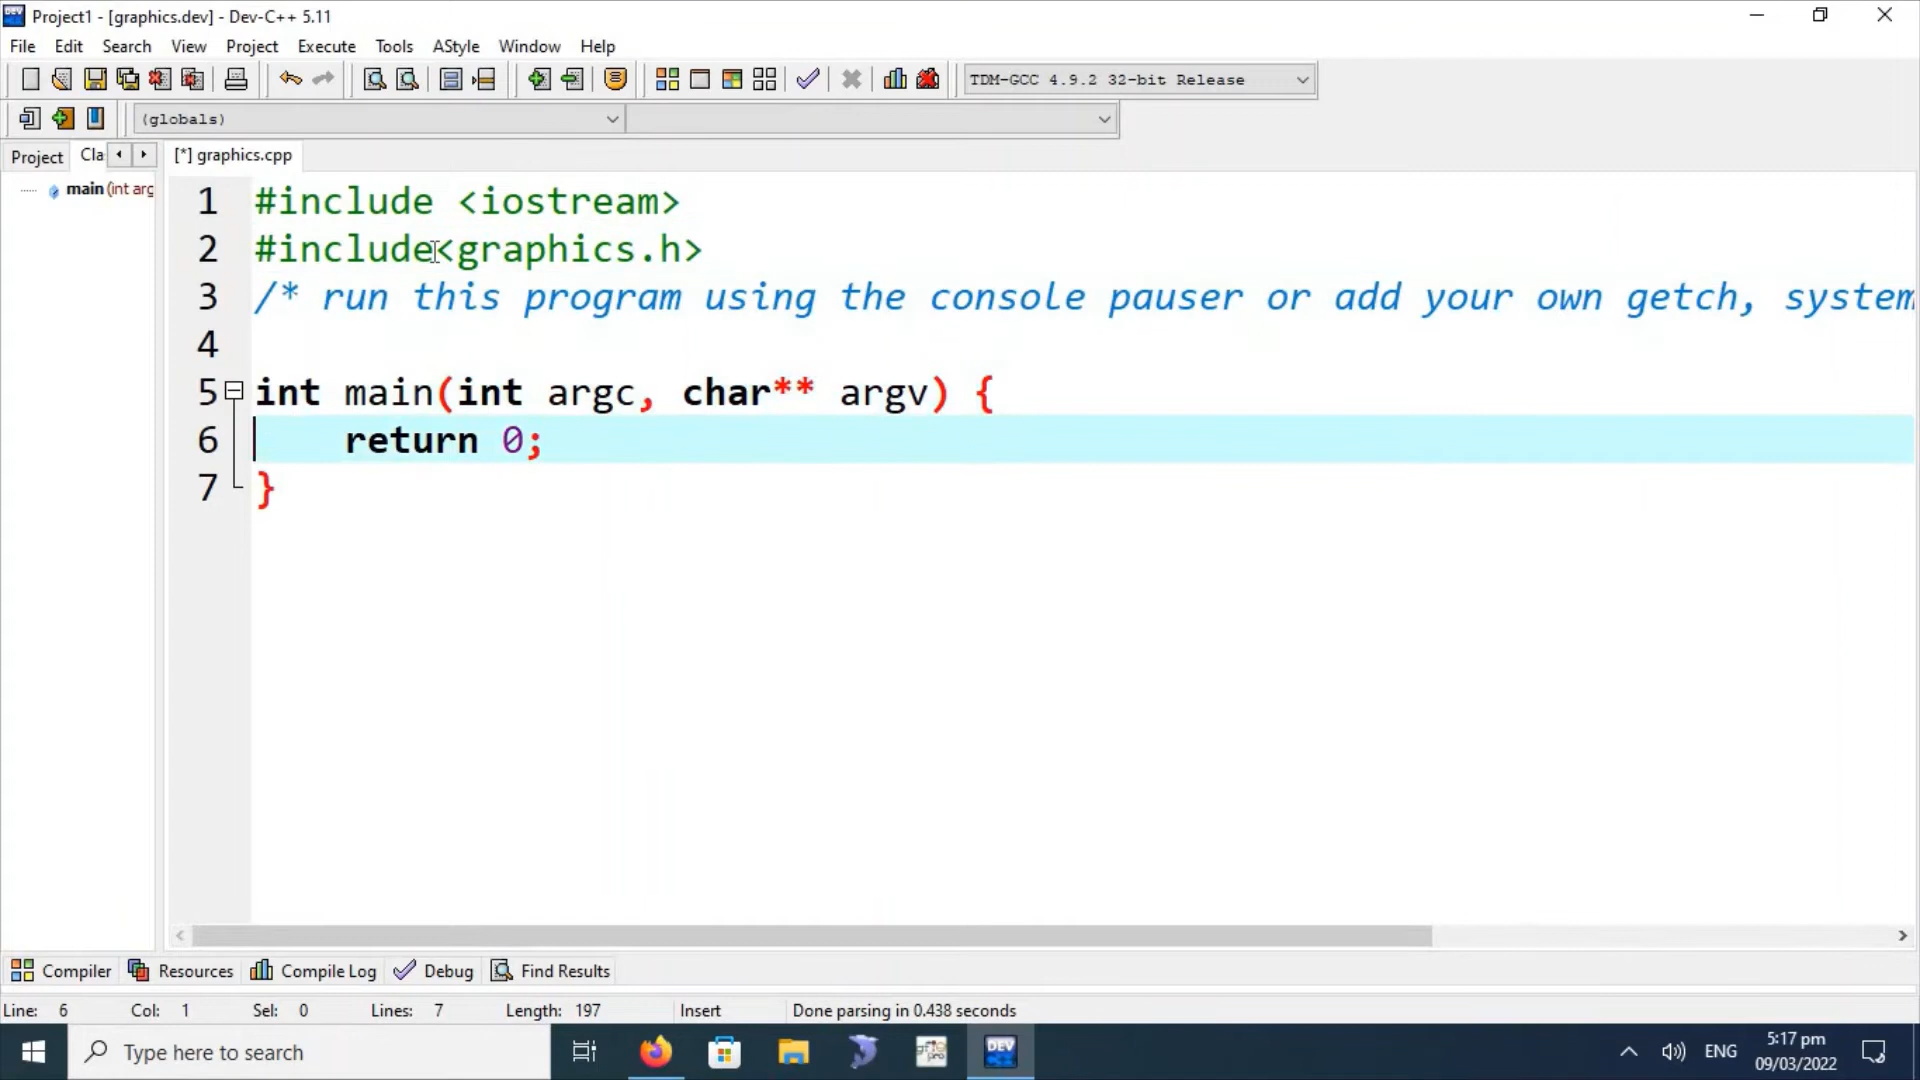 Project1 - [graphics.dev] - Dev-C++ 5.11
File Edit Search View Project Execute Tools AStyle Window Help
TDM-GCC 4.9.2 32-bit Release
(globals)
Project Cla [*] graphics.cpp
main (int arg
1 #include <iostream>
2 #include<graphics.h>
3 /* run this program using the console pauser or add your own getch, system
4
5 int main(int argc, char** argv) {
6 return 0;
7 }
Compiler Resources Compile Log Debug Find Results
Line: 6 Col: 1 Sel: 0 Lines: 7 Length: 197 Insert Done parsing in 0.438 seconds
Type here to search
DEV
ENG
5:17 pm
09/03/2022